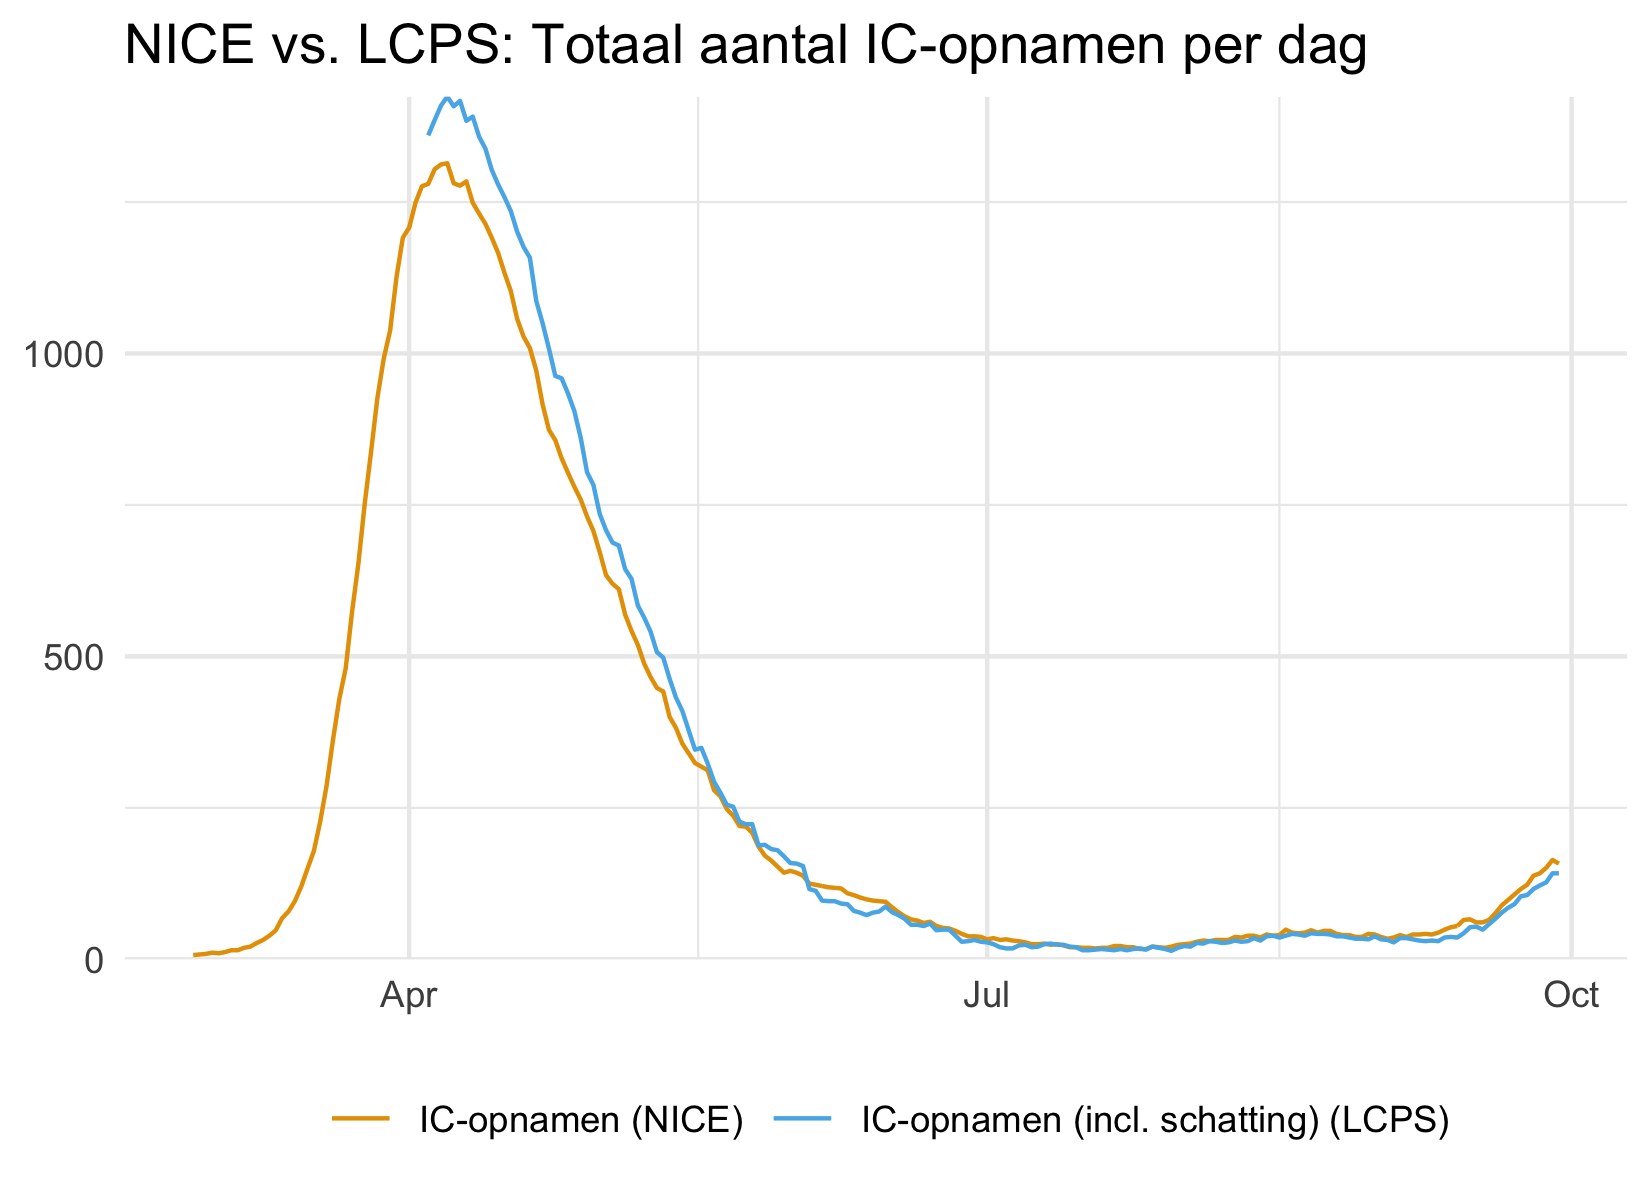 NICE vs. LCPS: Totaal aantal IC-opnamen per dag
1000
500
0
Apr Jul Oct
IC-opnamen (NICE) IC-opnamen (incl. schatting) (LCPS)